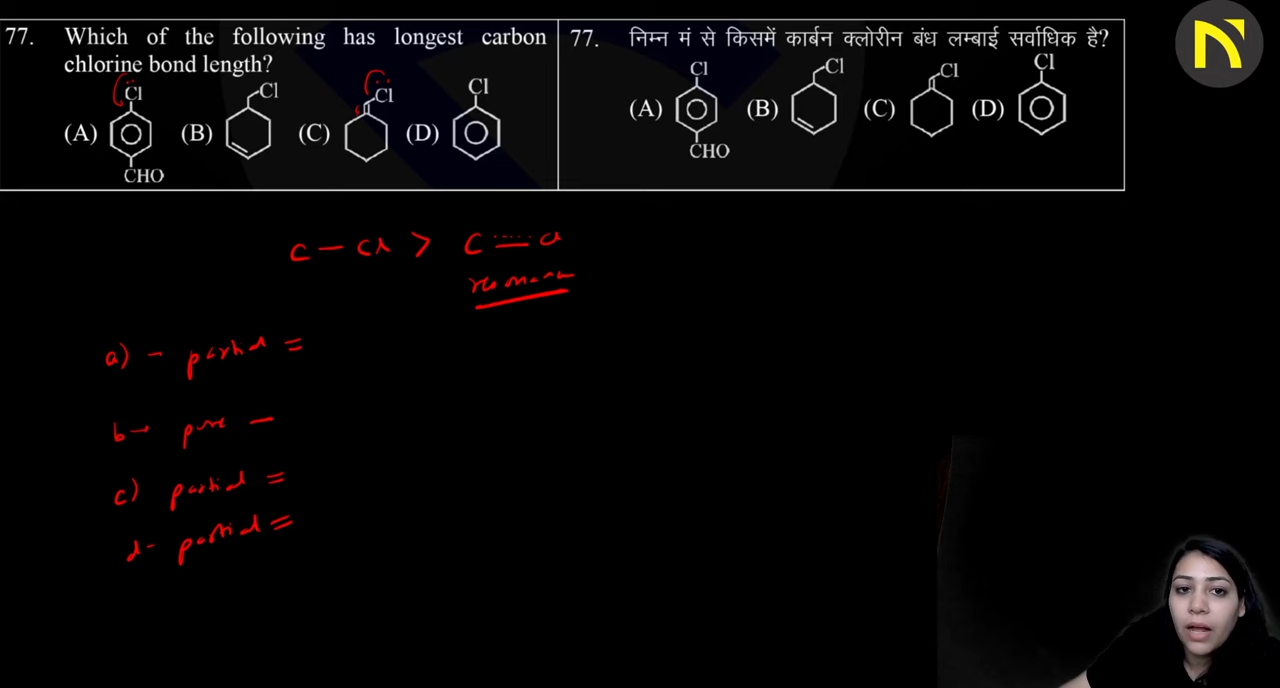 77. Which of the following has longest carbon
chlorine bond length?
Cl
(A)
CHO
Cl
(B)
Cl
(C)
Cl
(D)
77. निम्न मं से किसमें कार्बन क्लोरीन बंध लम्बाई सर्वाधिक है?
Cl
(A)
CHO
Cl
(B)
Cl
(C)
Cl
(D)
C — Cl > C = Cl
a) - partial =
b → pure —
c) partial =
d - partial =